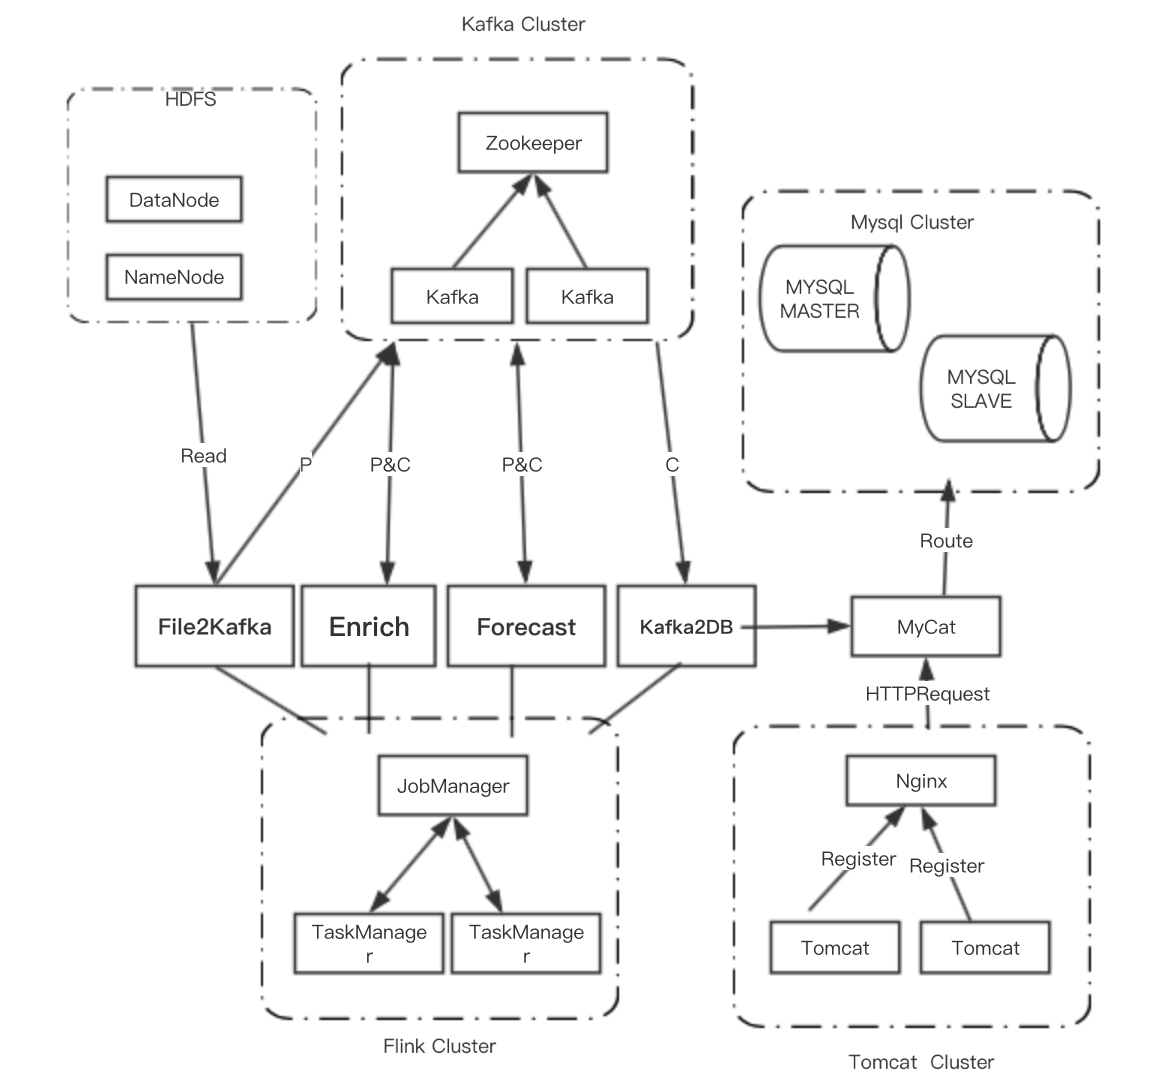 Kafka Cluster
HDFS
Zookeeper
DataNode
NameNode
Kafka
Kafka
Mysql Cluster
MYSQL
MASTER
MYSQL
SLAVE
Read
P
P&C
P&C
C
Route
File2Kafka
Enrich
Forecast
Kafka2DB
MyCat
HTTPRequest
JobManager
Nginx
Register
Register
TaskManage
r
TaskManage
r
Tomcat
Tomcat
Flink Cluster
Tomcat Cluster